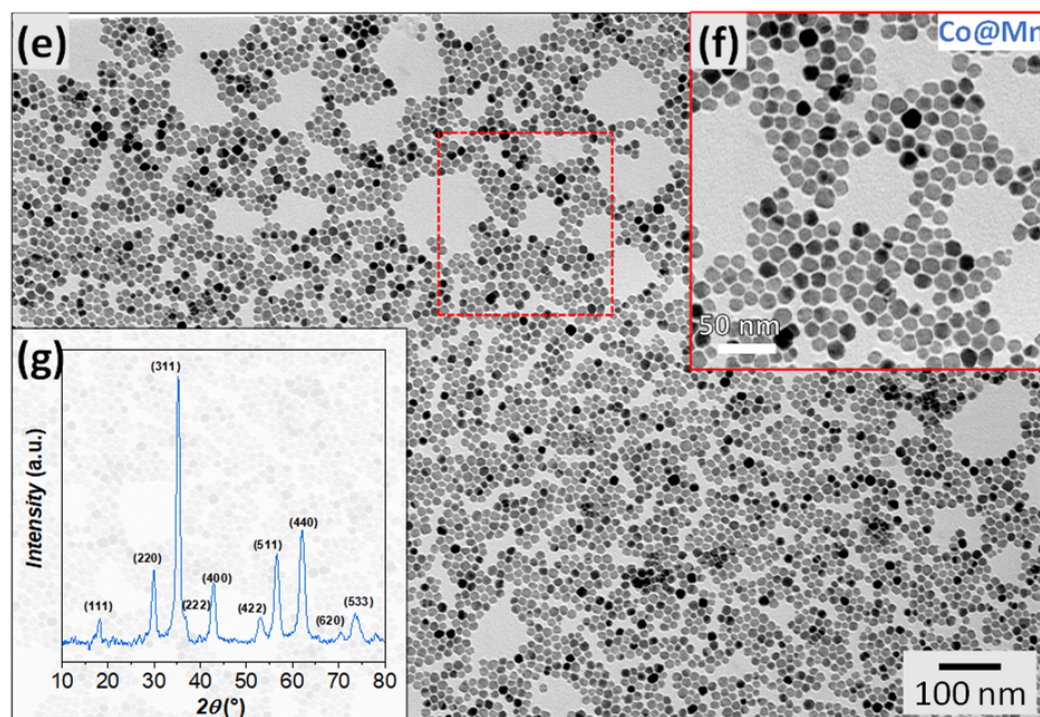 (e)
(f)
Co@Mn
50 nm
(g)
Intensity (a.u.)
(111)
(220)
(311)
(222)
(400)
(422)
(511)
(440)
(620)
(533)
10 20 30 40 50 60 70 80
2θ (°)
100 nm